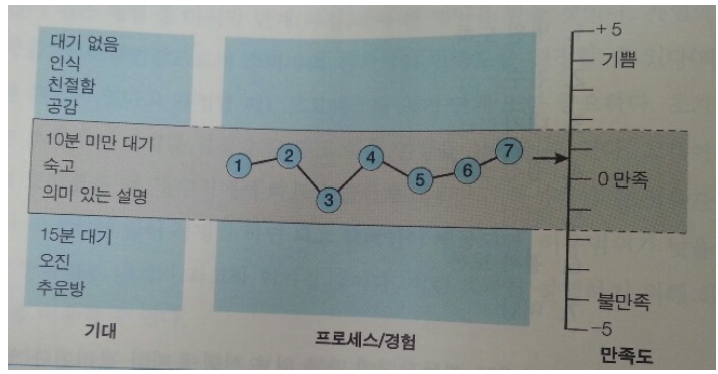 대기 없음
인식
친절함
공감
10분 미만 대기
숙고
의미 있는 설명
15분 대기
오진
추운방
기대
1
2
3
4
5
6
7
프로세스/경험
+5
기쁨
0 만족
불만족
-5
만족도